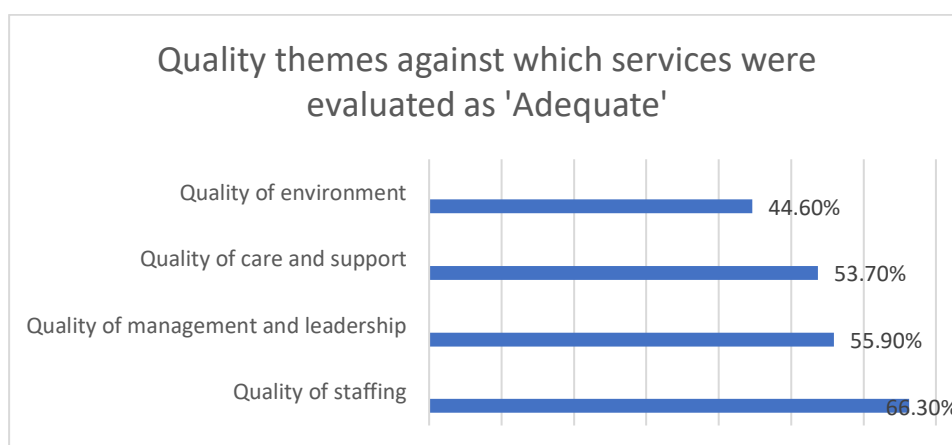 Quality themes against which services were
evaluated as 'Adequate'
Quality of environment
44.60%
Quality of care and support
53.70%
Quality of management and leadership
55.90%
Quality of staffing
66.30%